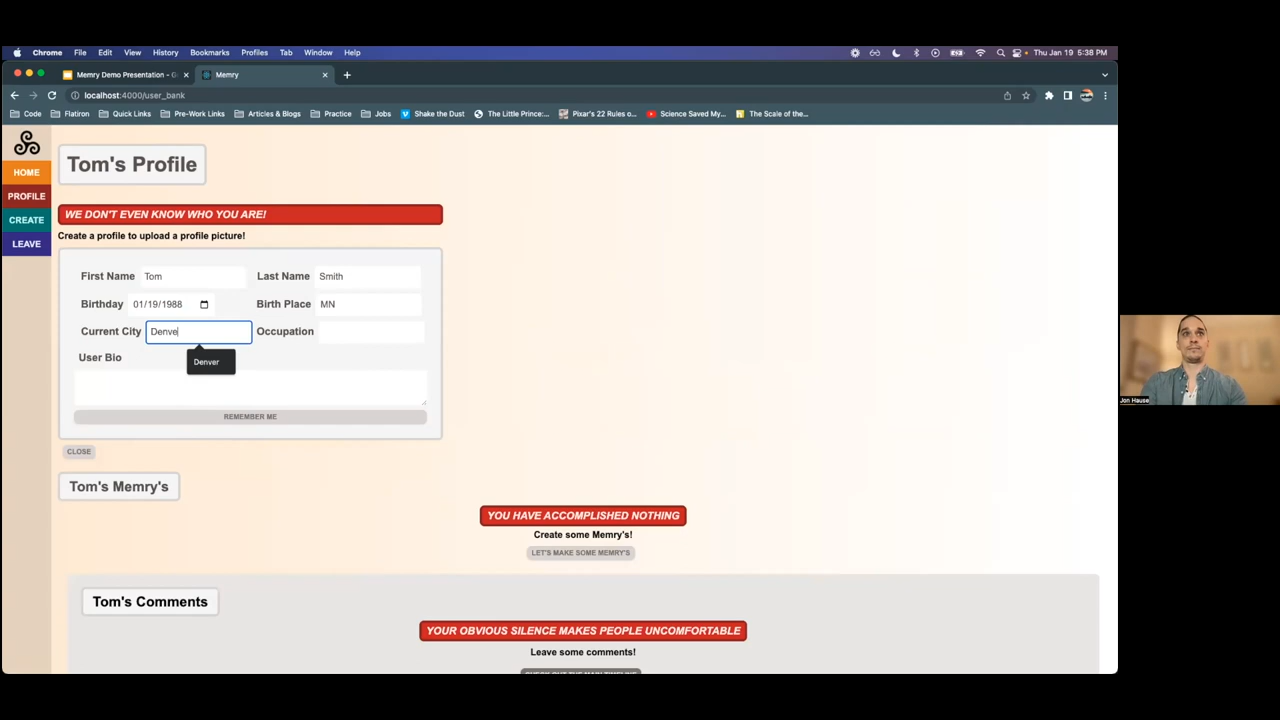 Chrome File Edit View History Bookmarks Profiles Tab Window Help Thu Jan 19 5:38 PM
Memry Demo Presentation - G Memry
localhost:4000/user_bank
Code Flatiron Quick Links Pre-Work Links Articles & Blogs Practice Jobs Shake the Dust The Little Prince:... Pixar's 22 Rules o... Science Saved My... The Scale of the...
HOME
PROFILE
CREATE
LEAVE
Tom's Profile
WE DON'T EVEN KNOW WHO YOU ARE!
Create a profile to upload a profile picture!
First Name Tom Last Name Smith
Birthday 01/19/1988 Birth Place MN
Current City Denve Occupation
User Bio
Denver
REMEMBER ME
CLOSE
Tom's Memry's
YOU HAVE ACCOMPLISHED NOTHING
Create some Memry's!
LET'S MAKE SOME MEMRY'S
Tom's Comments
YOUR OBVIOUS SILENCE MAKES PEOPLE UNCOMFORTABLE
Leave some comments!
Jon Hause